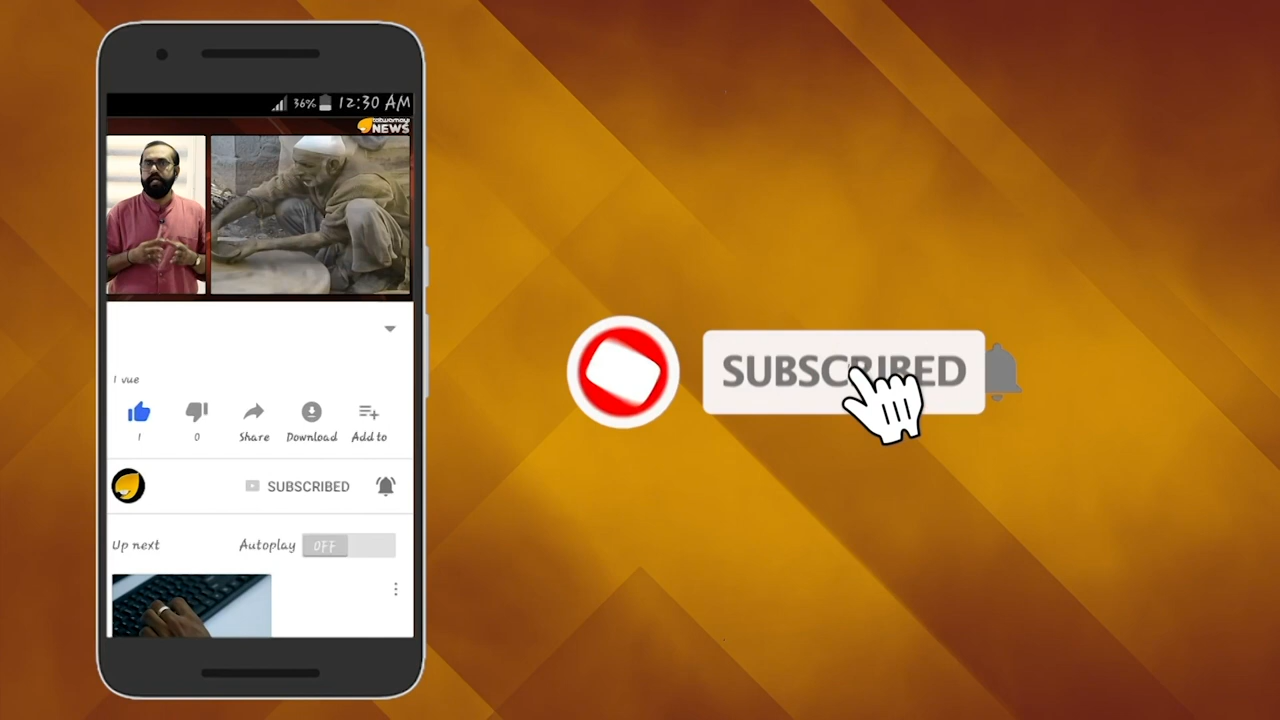 36% 12:30 AM
tatwamayi
NEWS
1 vue
1
0
Share
Download
Add to
SUBSCRIBED
Up next
Autoplay
OFF
SUBSCRIBED